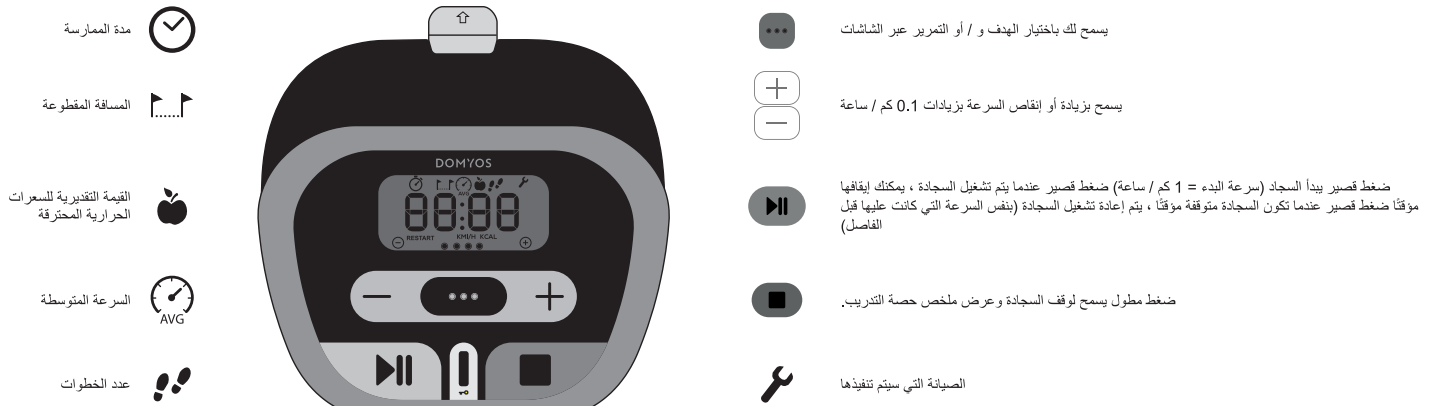 مدة الممارسة
المسافة المقطوعة
القيمة التقديرية للسعرات
الحرارية المحترقة
السرعة المتوسطة
AVG
عدد الخطوات
DOMYOS
AVG
88:88
RESTART KM/H KCAL
يسمح لك باختيار الهدف و / أو التمرير عبر الشاشات
يسمح بزيادة أو إنقاص السرعة بزيادات 0.1 كم / ساعة
ضغط قصير يبدأ السجاد (سرعة البدء = 1 كم / ساعة) ضغط قصير عندما يتم تشغيل السجادة ، يمكنك إيقافها
مؤقتًا ضغط قصير عندما تكون السجادة متوقفة مؤقتًا ، يتم إعادة تشغيل السجادة (بنفس السرعة التي كانت عليها قبل
الفاصل)
ضغط مطول يسمح لوقف السجادة وعرض ملخص حصة التدريب.
الصيانة التي سيتم تنفيذها